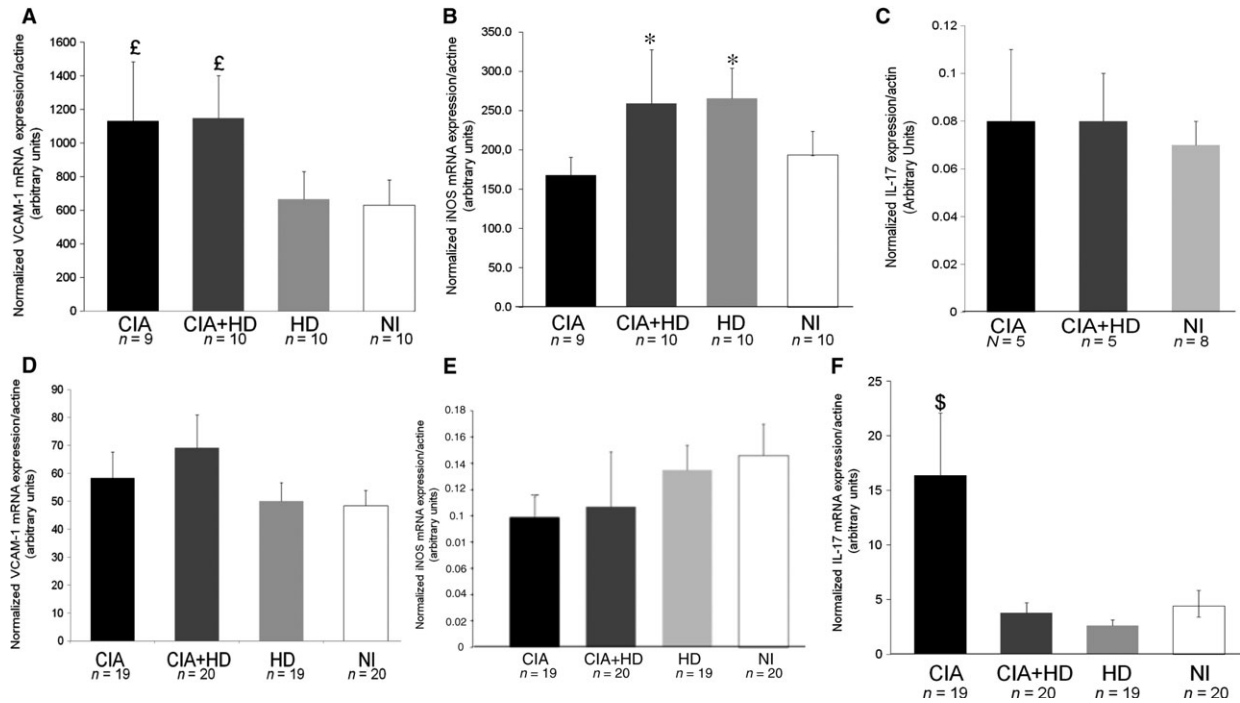 A
Normalized VCAM-1 mRNA expression/actine
(arbitrary units)
1600
1400
1200
1000
800
600
400
200
0
£
£
CIA
CIA+HD
HD
NI
n = 9
n = 10
n = 10
n = 10
B
Normalized iNOS mRNA expression/actine
(arbitrary units)
350.0
300.0
250.0
200,0
150.0
100.0
50.0
0.0
*
*
CIA
CIA+HD
HD
NI
n = 9
n = 10
n = 10
n = 10
C
Normalized IL-17 expression/actin
(Arbitrary Units)
0.12
0.1
0.08
0.06
0.04
0.02
0
CIA
CIA+HD
NI
N = 5
n = 5
n = 8
D
Normalized VCAM-1 mRNA expression/actine
(arbitrary units)
90
80
70
60
50
40
30
20
10
0
CIA
CIA+HD
HD
NI
n = 19
n = 20
n = 19
n = 20
E
Normalized iNOS mRNA expression/actine
(arbitrary units)
0.18
0.16
0.14
0.12
0.1
0.08
0.06
0.04
0.02
0
CIA
CIA+HD
HD
NI
n = 19
n = 20
n = 19
n = 20
F
Normalized IL-17 mRNA expression/actine
(arbitrary units)
25
20
15
10
5
0
$
CIA
CIA+HD
HD
NI
n = 19
n = 20
n = 19
n = 20